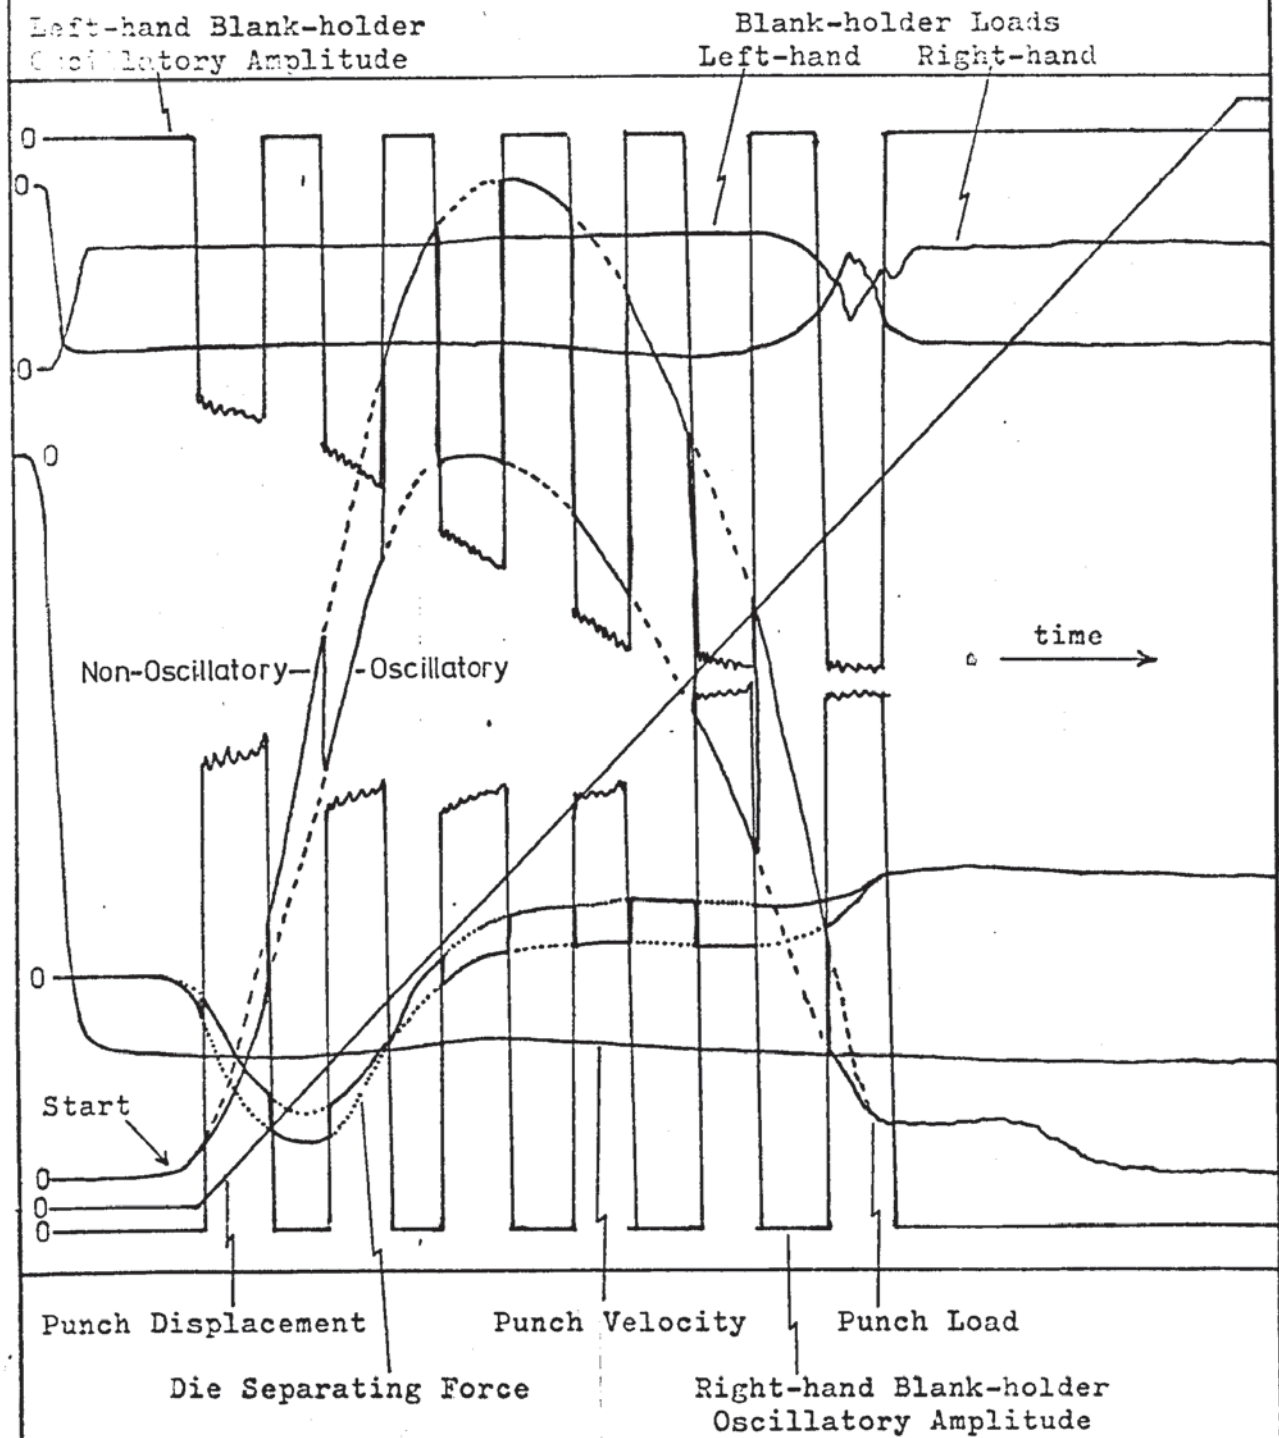 Left-hand Blank-holder
Oscillatory Amplitude
Blank-holder Loads
Left-hand Right-hand
0
0
0
0
time
Non-Oscillatory
Oscillatory
0
Start
0
0
0
Punch Displacement
Punch Velocity
Punch Load
Die Separating Force
Right-hand Blank-holder
Oscillatory Amplitude